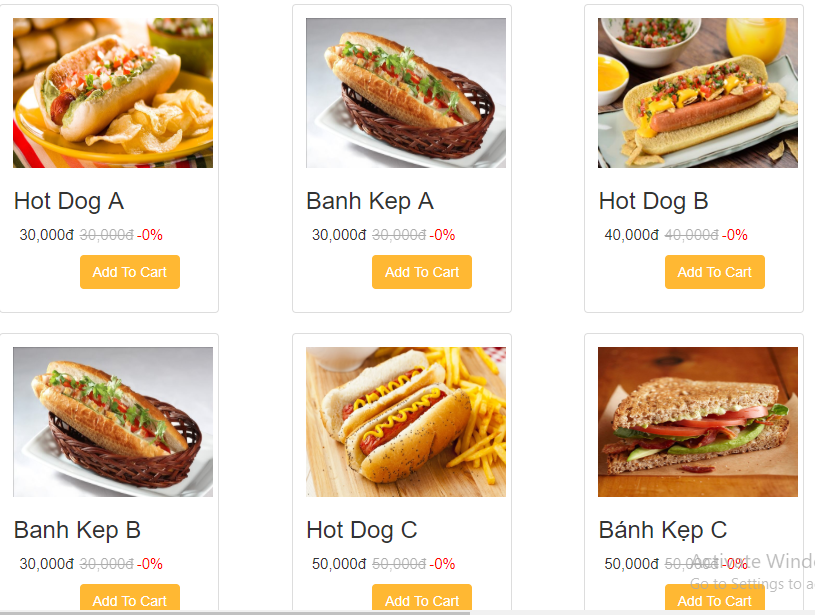 Hot Dog A
30,000đ 30,000đ -0%
Add To Cart
Banh Kep A
30,000đ 30,000đ -0%
Add To Cart
Hot Dog B
40,000đ 40,000đ -0%
Add To Cart
Banh Kep B
30,000đ 30,000đ -0%
Add To Cart
Hot Dog C
50,000đ 50,000đ -0%
Add To Cart
Bánh Kẹp C
50,000đ 50,000đ -0%
Add To Cart
Activate Wind
Go to Settings to a